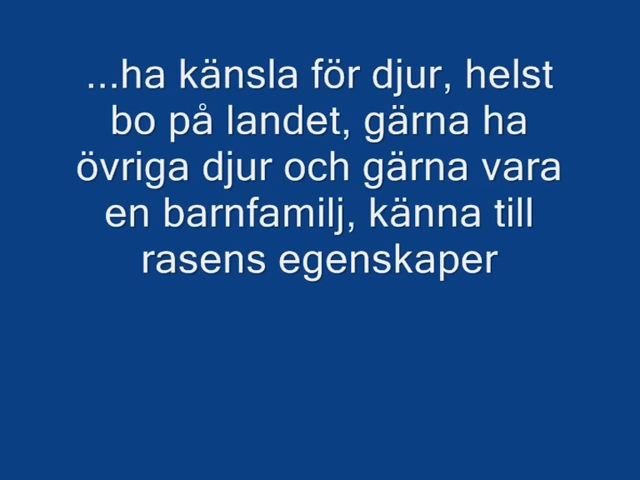 ...ha känsla för djur, helst
bo på landet, gärna ha
övriga djur och gärna vara
en barnfamilj, känna till
rasens egenskaper